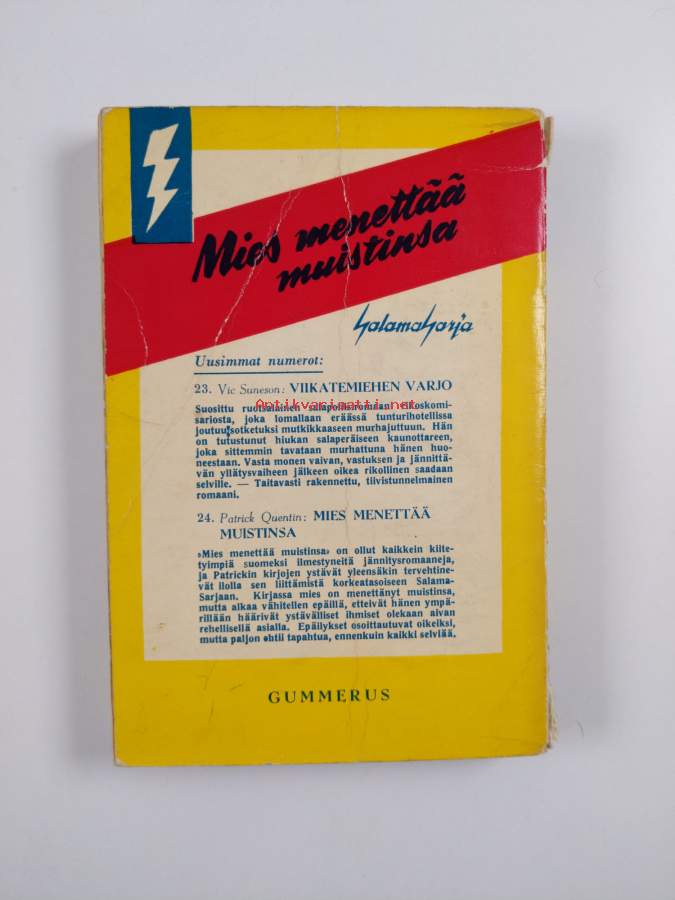 Mies menettää
muistinsa
SalamaSarja
Uusimmat numerot:
23. Vic Suneson: VIIKATEMIEHEN VARJO
Antikvariaatti.net
Suosittu ruotsalainen salapoliisiromaani rikoskomi-
sariosta, joka lomallaan eräässä tunturihotellissa
joutuu sotketuksi mutkikkaaseen murhajuttuun. Hän
on tutustunut hiukan salaperäiseen kaunottareen,
joka sittemmin tavataan murhattuna hänen huo-
neestaan. Vasta monen vaivan, vastuksen ja jännittä-
vän yllätysvaiheen jälkeen oikea rikollinen saadaan
selville. — Taitavasti rakennettu, tiivistunnelmainen
romaani.
24. Patrick Quentin: MIES MENETTÄÄ
MUISTINSA
»Mies menettää muistinsa» on ollut kaikkein kiite-
tyimpiä suomeksi ilmestyneitä jännitysromaaneja,
ja Patrickin kirjojen ystävät yleensäkin tervehtine-
vät ilolla sen liittämistä korkeatasoiseen Salama-
Sarjaan. Kirjassa mies on menettänyt muistinsa,
mutta alkaa vähitellen epäillä, etteivät hänen ympä-
rillään häärivät ystävälliset ihmiset olekaan aivan
rehellisellä asialla. Epäilykset osoittautuvat oikeiksi,
mutta paljon ehtii tapahtua, ennenkuin kaikki selviää.
GUMMERUS